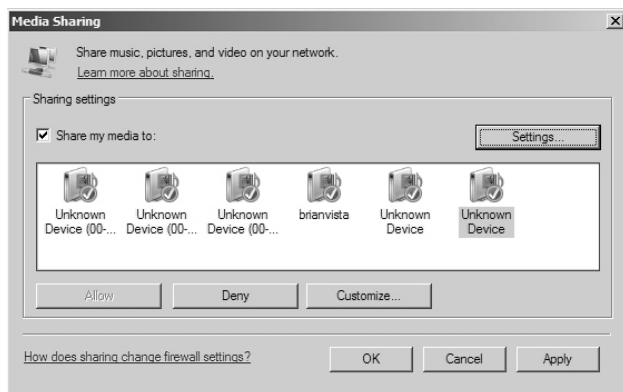 Media Sharing
Share music, pictures, and video on your network.
Learn more about sharing.
Sharing settings
Share my media to:
Settings...
Unknown Device (00-...
Unknown Device (00-...
Unknown Device (00-...
brianvista
Unknown Device
Unknown Device
Allow
Deny
Customize...
How does sharing change firewall settings?
OK
Cancel
Apply